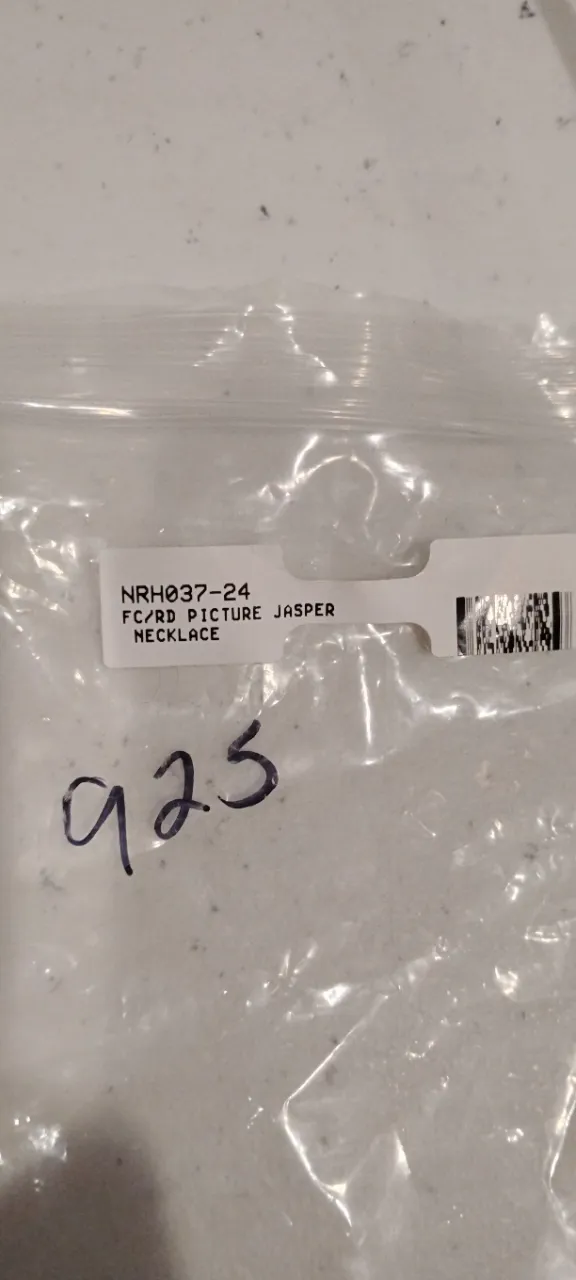 NRH037-24
FC/RD PICTURE JASPER
NECKLACE
925